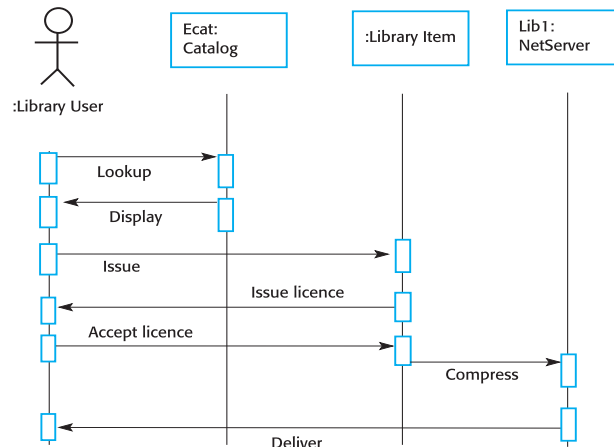 Ecat:
Catalog
:Library Item
Lib1:
NetServer
:Library User
Lookup
Display
Issue
Issue licence
Accept licence
Compress
Deliver